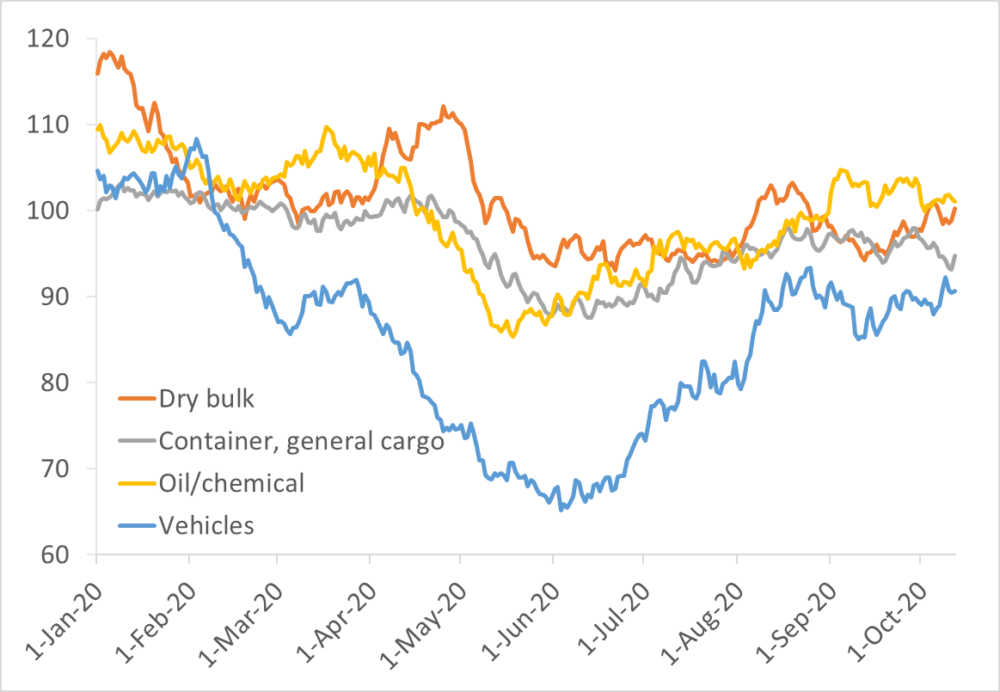 120
110
100
90
80
70
60
Dry bulk
Container, general cargo
Oil/chemical
Vehicles
1-Jan-20
1-Feb-20
1-Mar-20
1-Apr-20
1-May-20
1-Jun-20
1-Jul-20
1-Aug-20
1-Sep-20
1-Oct-20